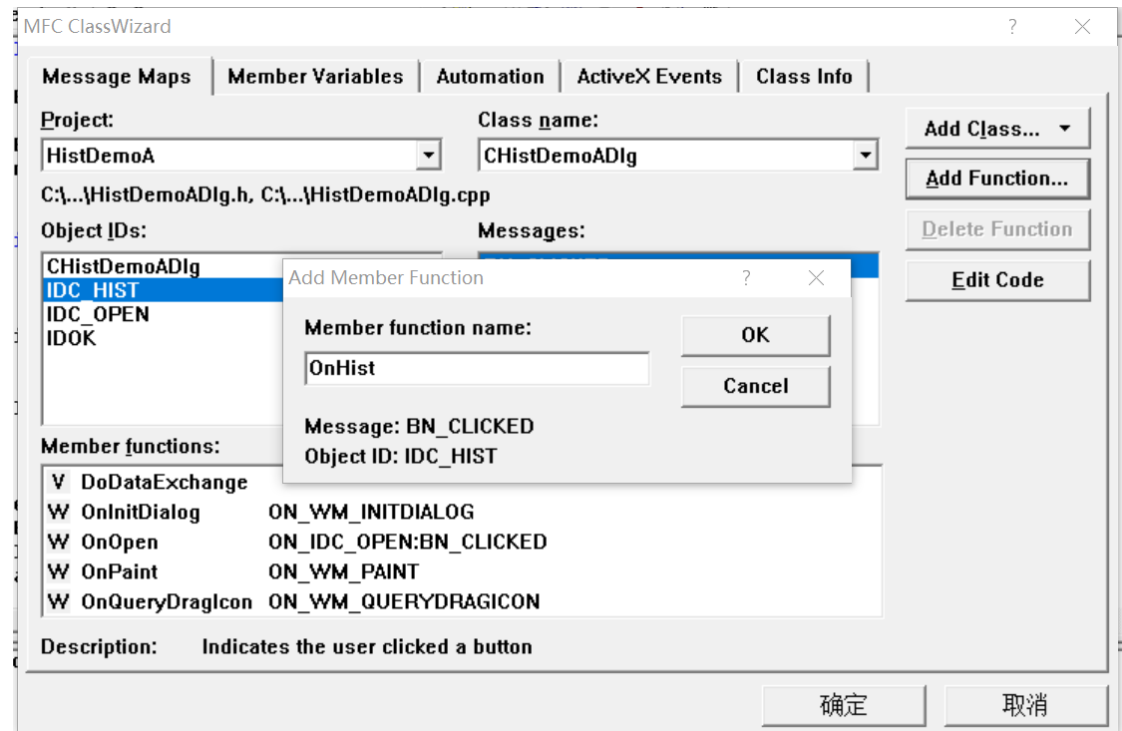 MFC ClassWizard
Message Maps Member Variables Automation ActiveX Events Class Info
Project: Class name:
Add Class...
HistDemoA CHistDemoADlg
Add Function...
C:\...\HistDemoADlg.h, C:\...\HistDemoADlg.cpp
Object IDs: Messages:
Delete Function
CHistDemoADlg
IDC_HIST
IDC_OPEN
IDOK
Edit Code
Add Member Function
Member function name:
OK
OnHist
Cancel
Message: BN_CLICKED
Object ID: IDC_HIST
Member functions:
V DoDataExchange
W OnInitDialog ON_WM_INITDIALOG
W OnOpen ON_IDC_OPEN:BN_CLICKED
W OnPaint ON_WM_PAINT
W OnQueryDragIcon ON_WM_QUERYDRAGICON
Description: Indicates the user clicked a button
确定 取消